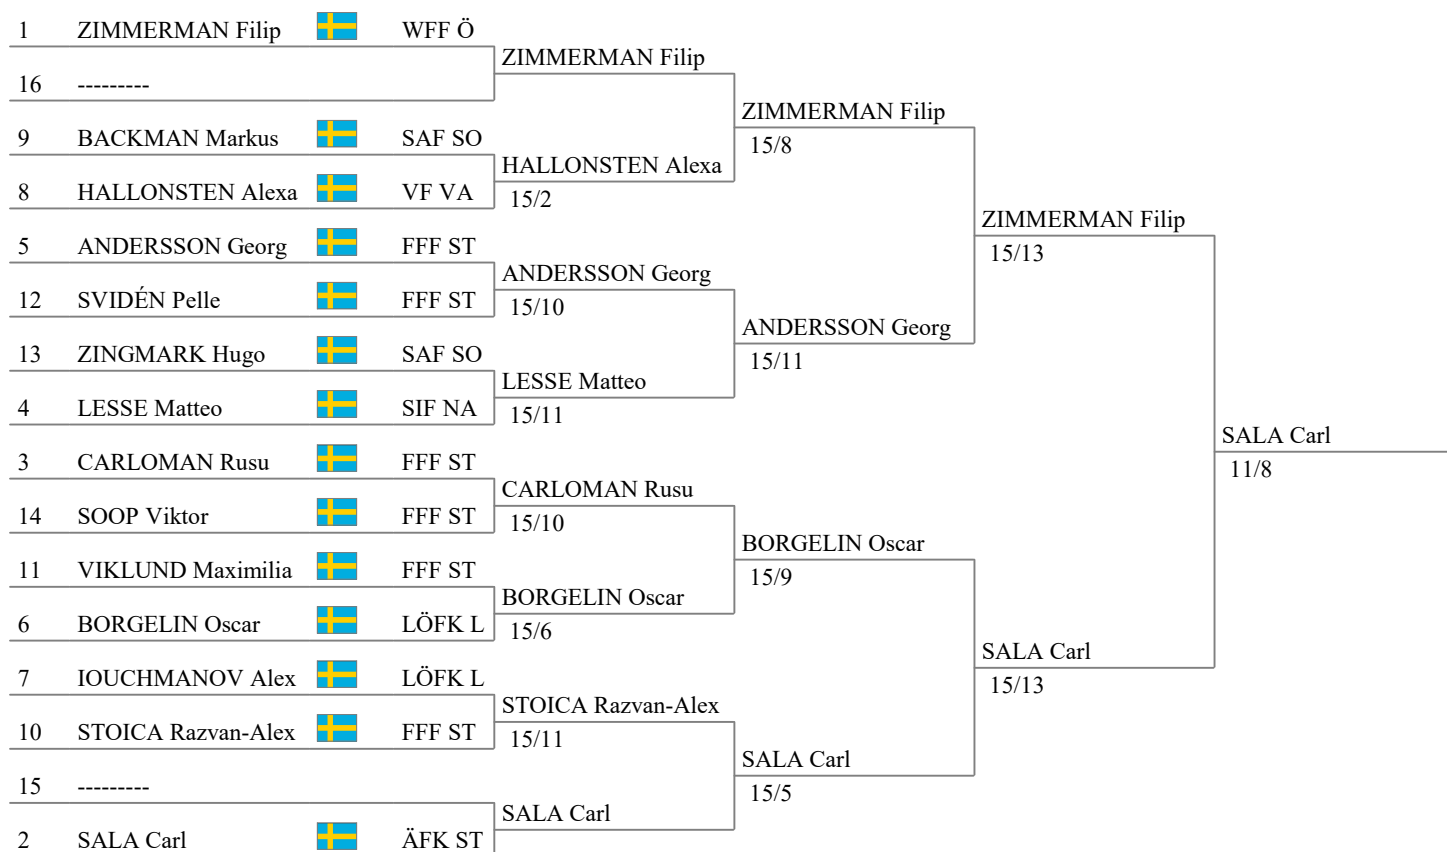 1 ZIMMERMAN Filip WFF Ö
ZIMMERMAN Filip
16 ---------
ZIMMERMAN Filip
15/8
9 BACKMAN Markus SAF SO
HALLONSTEN Alexa
15/2
8 HALLONSTEN Alexa VF VA
ZIMMERMAN Filip
15/13
5 ANDERSSON Georg FFF ST
ANDERSSON Georg
15/10
12 SVIDÉN Pelle FFF ST
ANDERSSON Georg
15/11
13 ZINGMARK Hugo SAF SO
LESSE Matteo
15/11
4 LESSE Matteo SIF NA
SALA Carl
11/8
3 CARLOMAN Rusu FFF ST
CARLOMAN Rusu
15/10
14 SOOP Viktor FFF ST
BORGELIN Oscar
15/9
11 VIKLUND Maximilia FFF ST
BORGELIN Oscar
15/6
6 BORGELIN Oscar LÖFK L
SALA Carl
15/13
7 IOUCHMANOV Alex LÖFK L
STOICA Razvan-Alex
15/11
10 STOICA Razvan-Alex FFF ST
SALA Carl
15/5
15 ---------
SALA Carl
2 SALA Carl ÄFK ST